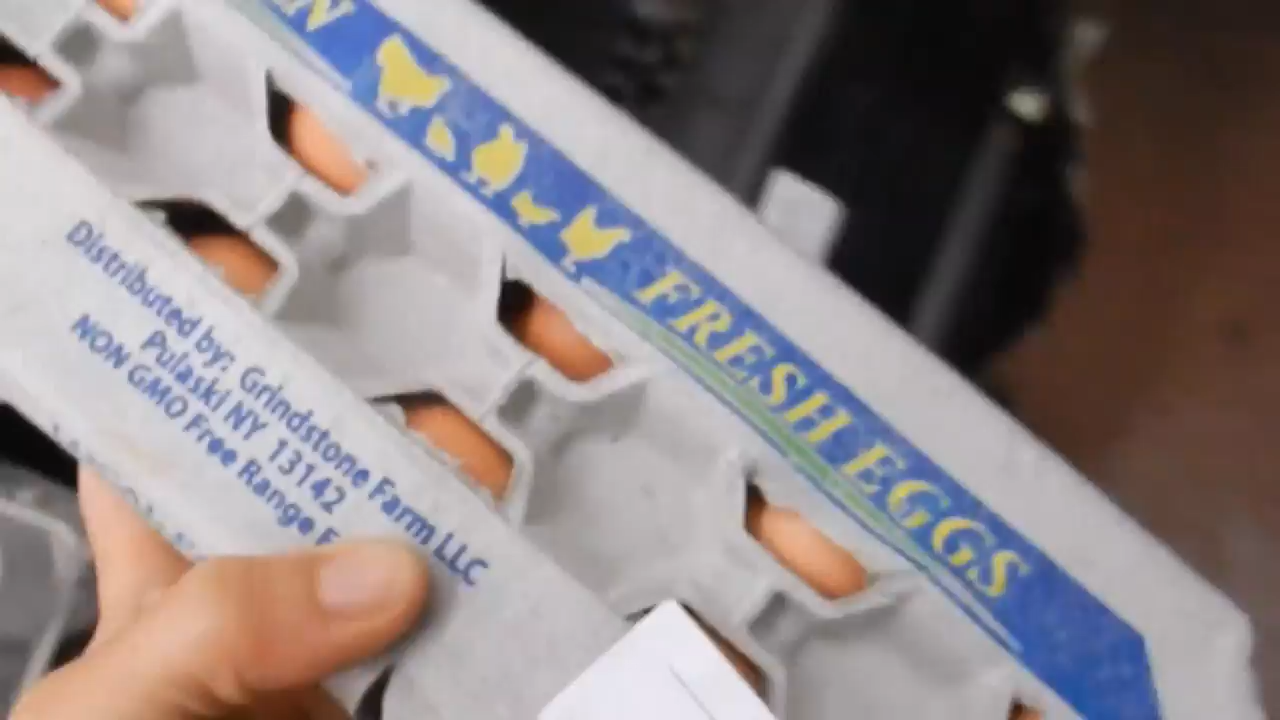 FRESH EGGS
Distributed by: Grindstone Farm LLC
Pulaski NY 13142
NON GMO Free Range